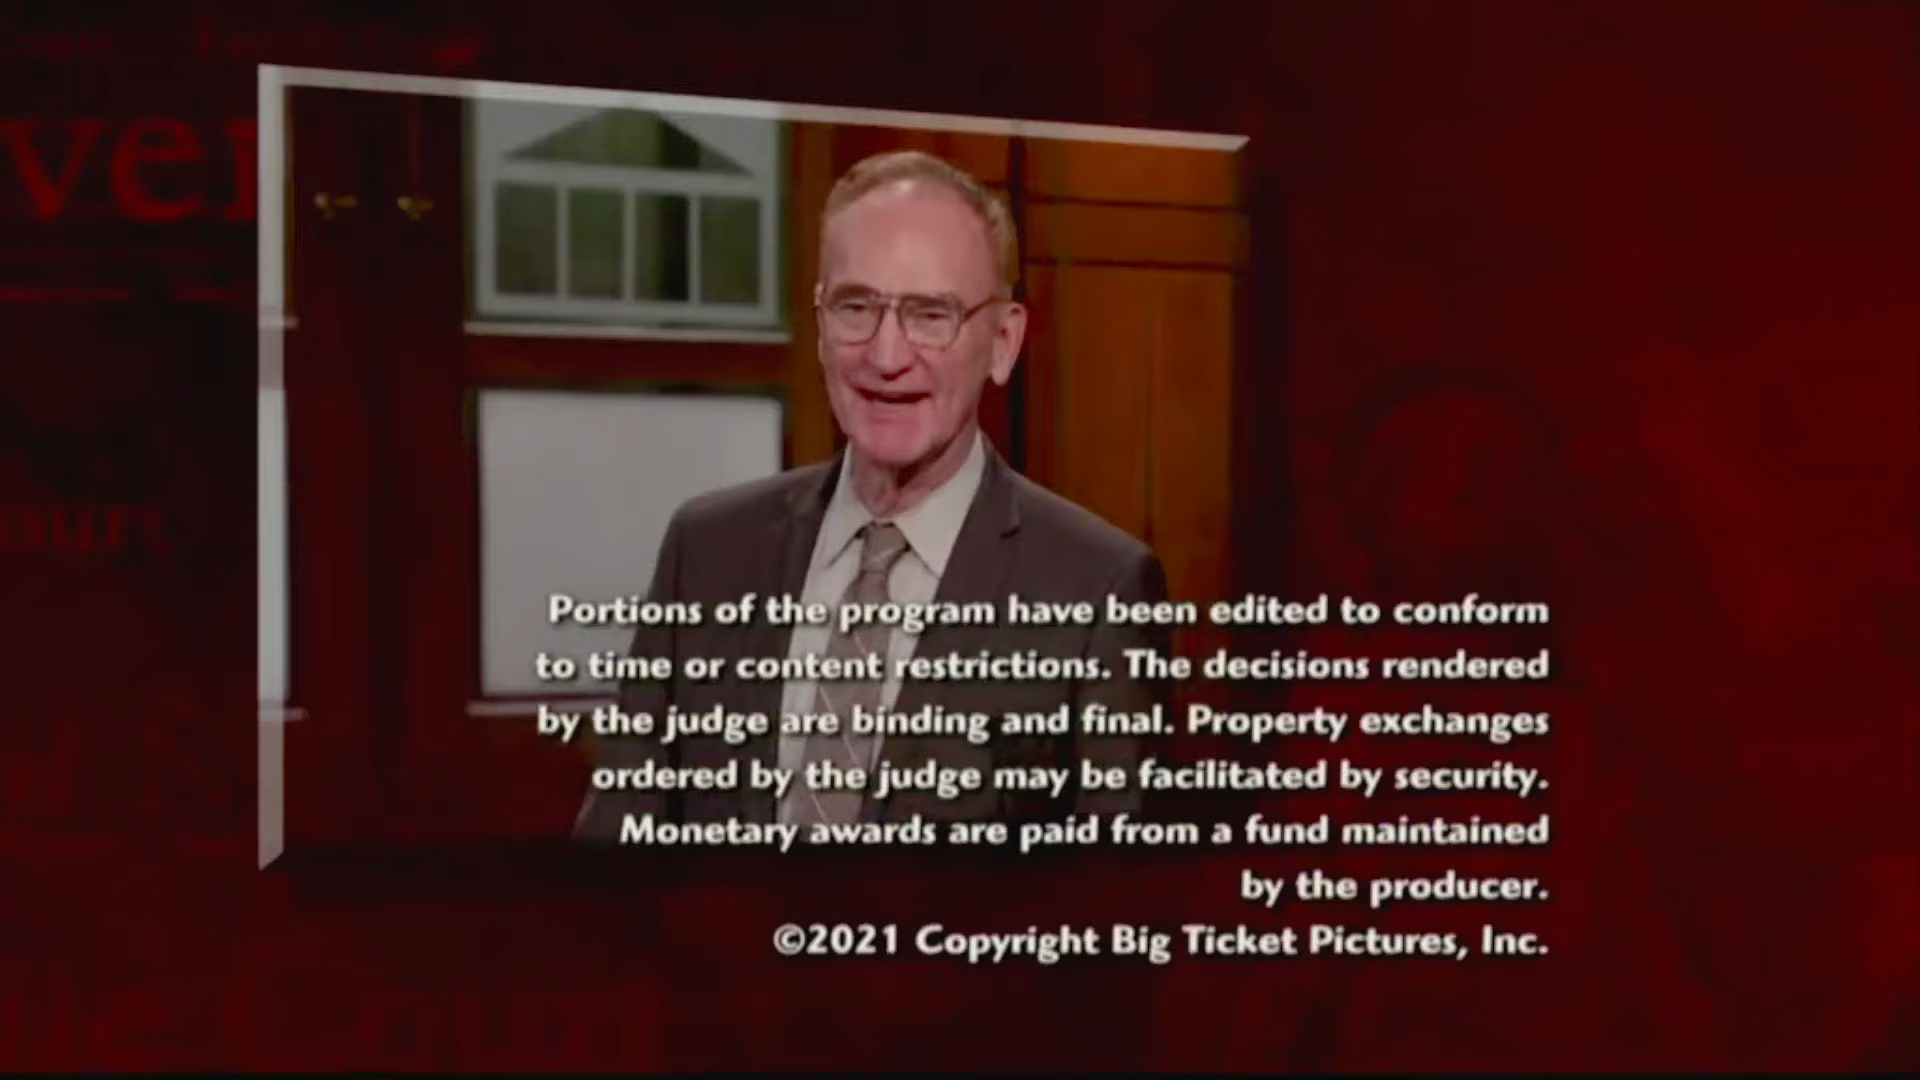 ver
ourt
Portions of the program have been edited to conform
to time or content restrictions. The decisions rendered
by the judge are binding and final. Property exchanges
ordered by the judge may be facilitated by security.
Monetary awards are paid from a fund maintained
by the producer.
©2021 Copyright Big Ticket Pictures, Inc.